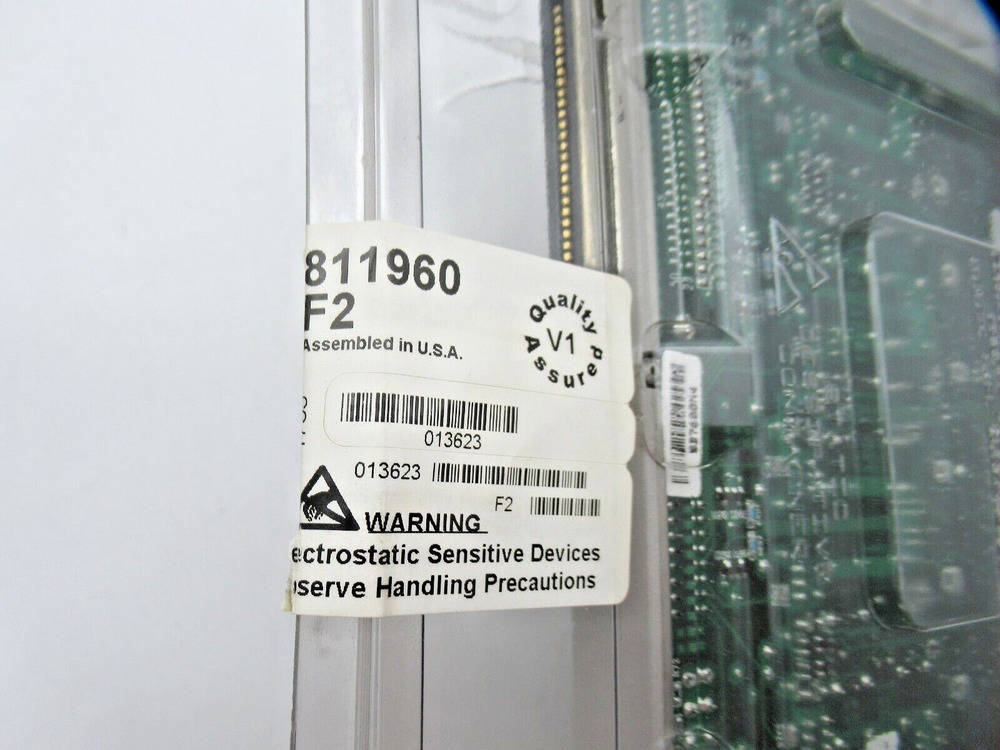 811960
F2
Assembled in U.S.A.
Quality
V1
Assured
013623
013623
F2
WARNING
ectrostatic Sensitive Devices
serve Handling Precautions